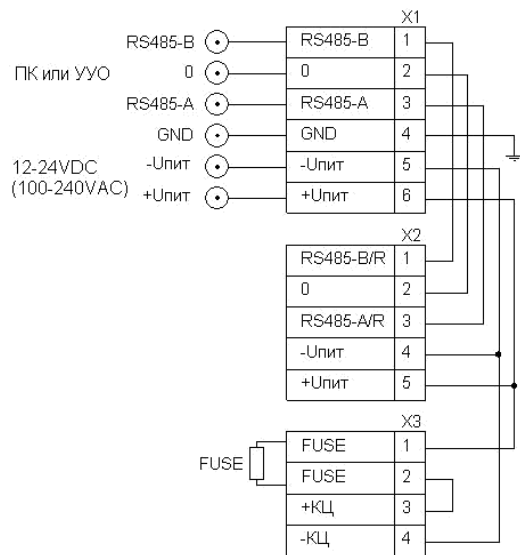 X1
RS485-B RS485-B 1
ПК или УУО 0 0 2
RS485-A RS485-A 3
GND GND 4
12-24VDC -Uпит -Uпит 5
(100-240VAC) +Uпит +Uпит 6
X2
RS485-B/R 1
0 2
RS485-A/R 3
-Uпит 4
+Uпит 5
X3
FUSE 1
FUSE FUSE 2
+КЦ 3
-КЦ 4